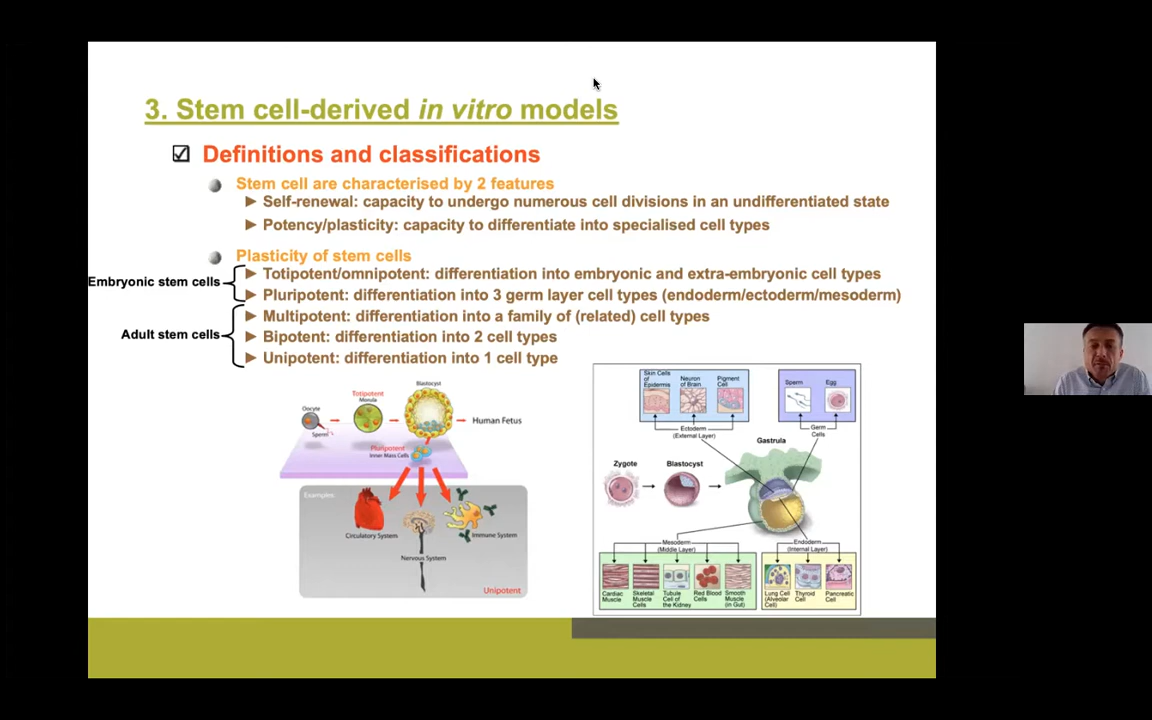 3. Stem cell-derived in vitro models
Definitions and classifications
Stem cell are characterised by 2 features
Self-renewal: capacity to undergo numerous cell divisions in an undifferentiated state
Potency/plasticity: capacity to differentiate into specialised cell types
Plasticity of stem cells
Embryonic stem cells
Totipotent/omnipotent: differentiation into embryonic and extra-embryonic cell types
Pluripotent: differentiation into 3 germ layer cell types (endoderm/ectoderm/mesoderm)
Adult stem cells
Multipotent: differentiation into a family of (related) cell types
Bipotent: differentiation into 2 cell types
Unipotent: differentiation into 1 cell type
Totipotent
Morula
Blastocyst
Oocyte
Sperm
Human Fetus
Pluripotent
Inner Mass Cells
Examples:
Circulatory System
Immune System
Nervous System
Unipotent
Skin Cells
of
Epidermis
Neuron
of Brain
Pigment
Cell
Sperm
Egg
Ectoderm
(External Layer)
Germ
Cells
Gastrula
Zygote
Blastocyst
Mesoderm
(Middle Layer)
Endoderm
(Internal Layer)
Cardiac
Muscle
Skeletal
Muscle
Cells
Tubule
Cell of
the Kidney
Red Blood
Cells
Smooth
Muscle
(in Gut)
Lung Cell
(Alveolar
Cell)
Thyroid
Cell
Pancreatic
Cell